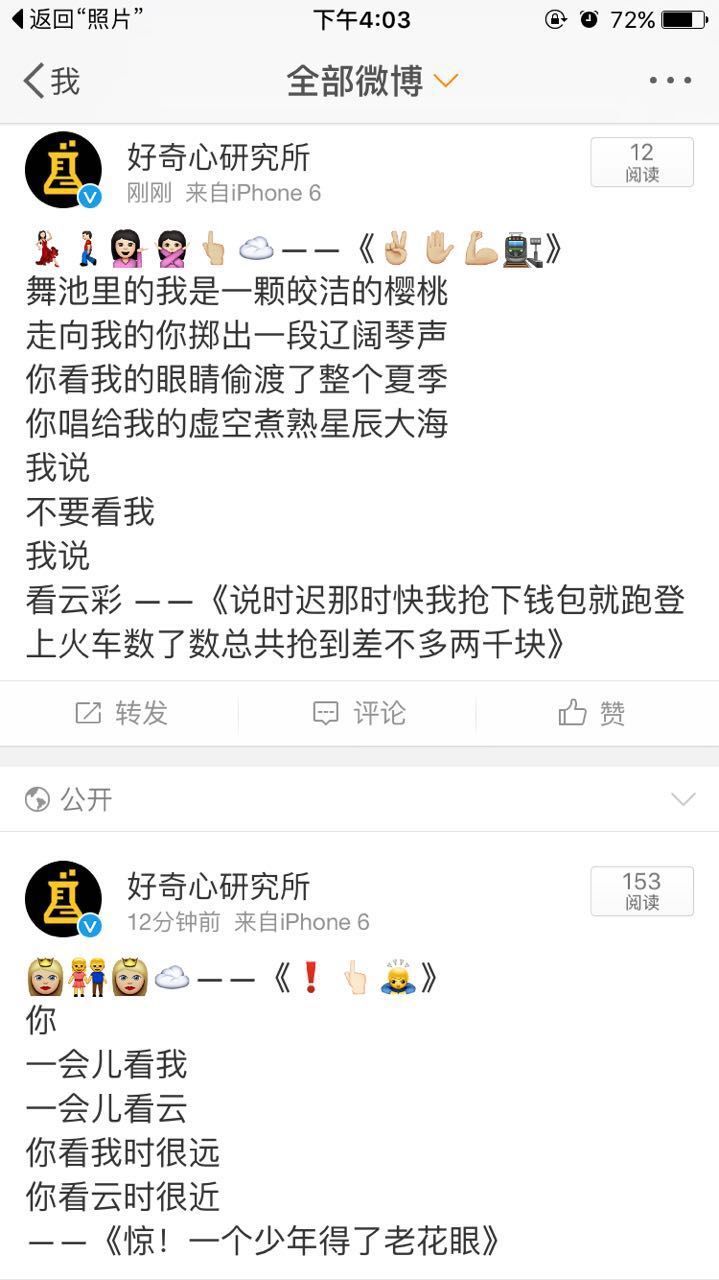 返回“照片”
下午4:03
72%
我
全部微博
好奇心研究所
12
阅读
刚刚 来自iPhone 6
💃🚶💁🙅👆☁️——《✌️✋💪🚉》
舞池里的我是一颗皎洁的樱桃
走向我的你掷出一段辽阔琴声
你看我的眼睛偷渡了整个夏季
你唱给我的虚空煮熟星辰大海
我说
不要看我
我说
看云彩 ——《说时迟那时快我抢下钱包就跑登
上火车数了数总共抢到差不多两千块》
转发
评论
赞
公开
好奇心研究所
153
阅读
12分钟前 来自iPhone 6
👸👫👸☁️——《❗️👆🙇》
你
一会儿看我
一会儿看云
你看我时很远
你看云时很近
——《惊！一个少年得了老花眼》